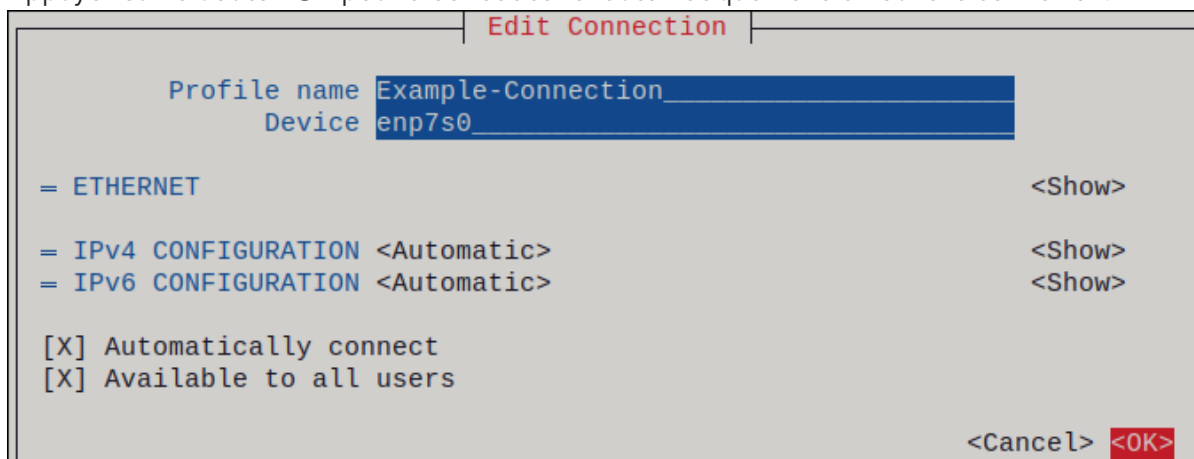 Edit Connection
Profile name Example-Connection
Device enp7s0
= ETHERNET <Show>
= IPv4 CONFIGURATION <Automatic> <Show>
= IPv6 CONFIGURATION <Automatic> <Show>
[X] Automatically connect
[X] Available to all users
<Cancel> <OK>